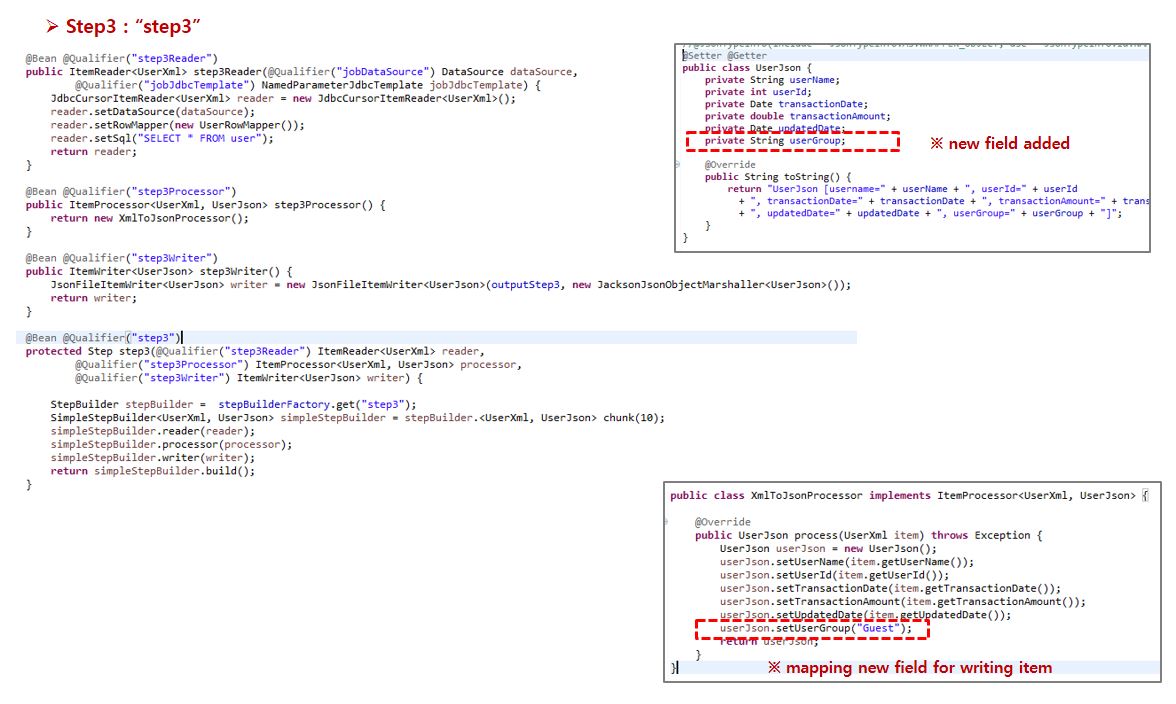 ➢ Step3 : “step3”
@Bean @Qualifier("step3Reader")
public ItemReader<UserXml> step3Reader(@Qualifier("jobDataSource") DataSource dataSource,
@Qualifier("jobJdbcTemplate") NamedParameterJdbcTemplate jobJdbcTemplate) {
JdbcCursorItemReader<UserXml> reader = new JdbcCursorItemReader<UserXml>();
reader.setDataSource(dataSource);
reader.setRowMapper(new UserRowMapper());
reader.setSql("SELECT * FROM user");
return reader;
}
@Bean @Qualifier("step3Processor")
public ItemProcessor<UserXml, UserJson> step3Processor() {
return new XmlToJsonProcessor();
}
@Bean @Qualifier("step3Writer")
public ItemWriter<UserJson> step3Writer() {
JsonFileItemWriter<UserJson> writer = new JsonFileItemWriter<UserJson>(outputStep3, new JacksonJsonObjectMarshaller<UserJson>());
return writer;
}
@Bean @Qualifier("step3")
protected Step step3(@Qualifier("step3Reader") ItemReader<UserXml> reader,
@Qualifier("step3Processor") ItemProcessor<UserXml, UserJson> processor,
@Qualifier("step3Writer") ItemWriter<UserJson> writer) {
StepBuilder stepBuilder =  stepBuilderFactory.get("step3");
SimpleStepBuilder<UserXml, UserJson> simpleStepBuilder = stepBuilder.<UserXml, UserJson> chunk(10);
simpleStepBuilder.reader(reader);
simpleStepBuilder.processor(processor);
simpleStepBuilder.writer(writer);
return simpleStepBuilder.build();
}
@Setter @Getter
public class UserJson {
private String userName;
private int userId;
private Date transactionDate;
private double transactionAmount;
private Date updatedDate;
private String userGroup;
※ new field added
@Override
public String toString() {
return "UserJson [username=" + userName + ", userId=" + userId
+ ", transactionDate=" + transactionDate + ", transactionAmount=" + trans
+ ", updatedDate=" + updatedDate + ", userGroup=" + userGroup + "]";
}
}
public class XmlToJsonProcessor implements ItemProcessor<UserXml, UserJson> {
@Override
public UserJson process(UserXml item) throws Exception {
UserJson userJson = new UserJson();
userJson.setUserName(item.getUserName());
userJson.setUserId(item.getUserId());
userJson.setTransactionDate(item.getTransactionDate());
userJson.setTransactionAmount(item.getTransactionAmount());
userJson.setUpdatedDate(item.getUpdatedDate());
userJson.setUserGroup("Guest");
return userJson;
}
}
※ mapping new field for writing item